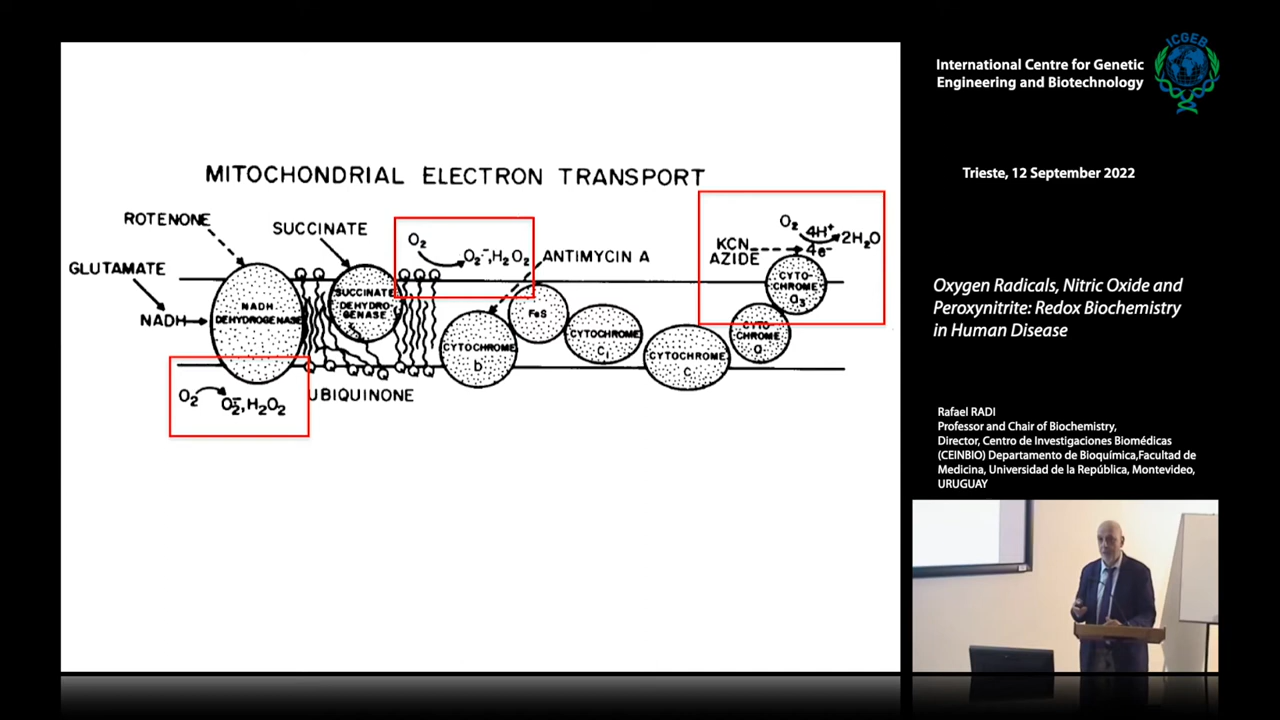 MITOCHONDRIAL ELECTRON TRANSPORT
ROTENONE
SUCCINATE
GLUTAMATE
NADH
NADH
DEHYDROGENASE
SUCCINATE
DEHYDRO-
GENASE
O₂
O₂⁻, H₂O₂
ANTIMYCIN A
CYTOCHROME
b
FeS
CYTOCHROME
C₁
CYTOCHROME
C
CYTO-
CHROME
a
CYTO-
CHROME
a₃
KCN
AZIDE
O₂
4H⁺
4e⁻
2H₂O
O₂
O₂⁻, H₂O₂
UBIQUINONE
Q Q Q Q Q Q Q Q
ICGEB
International Centre for Genetic
Engineering and Biotechnology
Trieste, 12 September 2022
Oxygen Radicals, Nitric Oxide and
Peroxynitrite: Redox Biochemistry
in Human Disease
Rafael RADI
Professor and Chair of Biochemistry,
Director, Centro de Investigaciones Biomédicas
(CEINBIO) Departamento de Bioquímica,Facultad de
Medicina, Universidad de la República, Montevideo,
URUGUAY